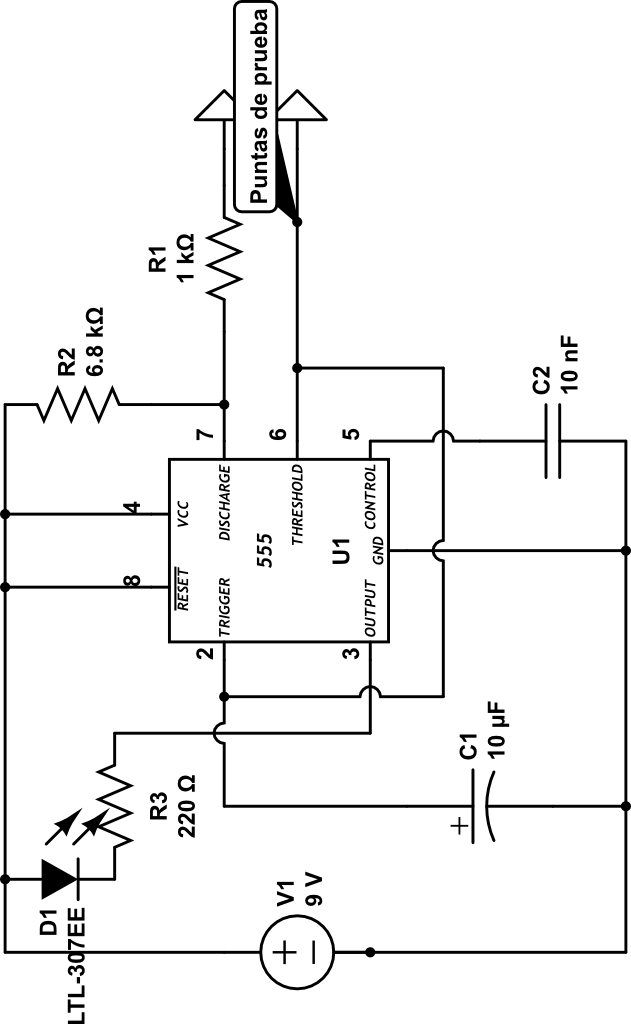 Puntas de prueba
R1
1 kΩ
R2
6.8 kΩ
C2
10 nF
7
6
5
4
8
VCC
RESET
DISCHARGE
THRESHOLD
CONTROL
555
U1
GND
TRIGGER
OUTPUT
2
3
R3
220 Ω
C1
10 µF
+
D1
LTL-307EE
V1
9 V
+
−